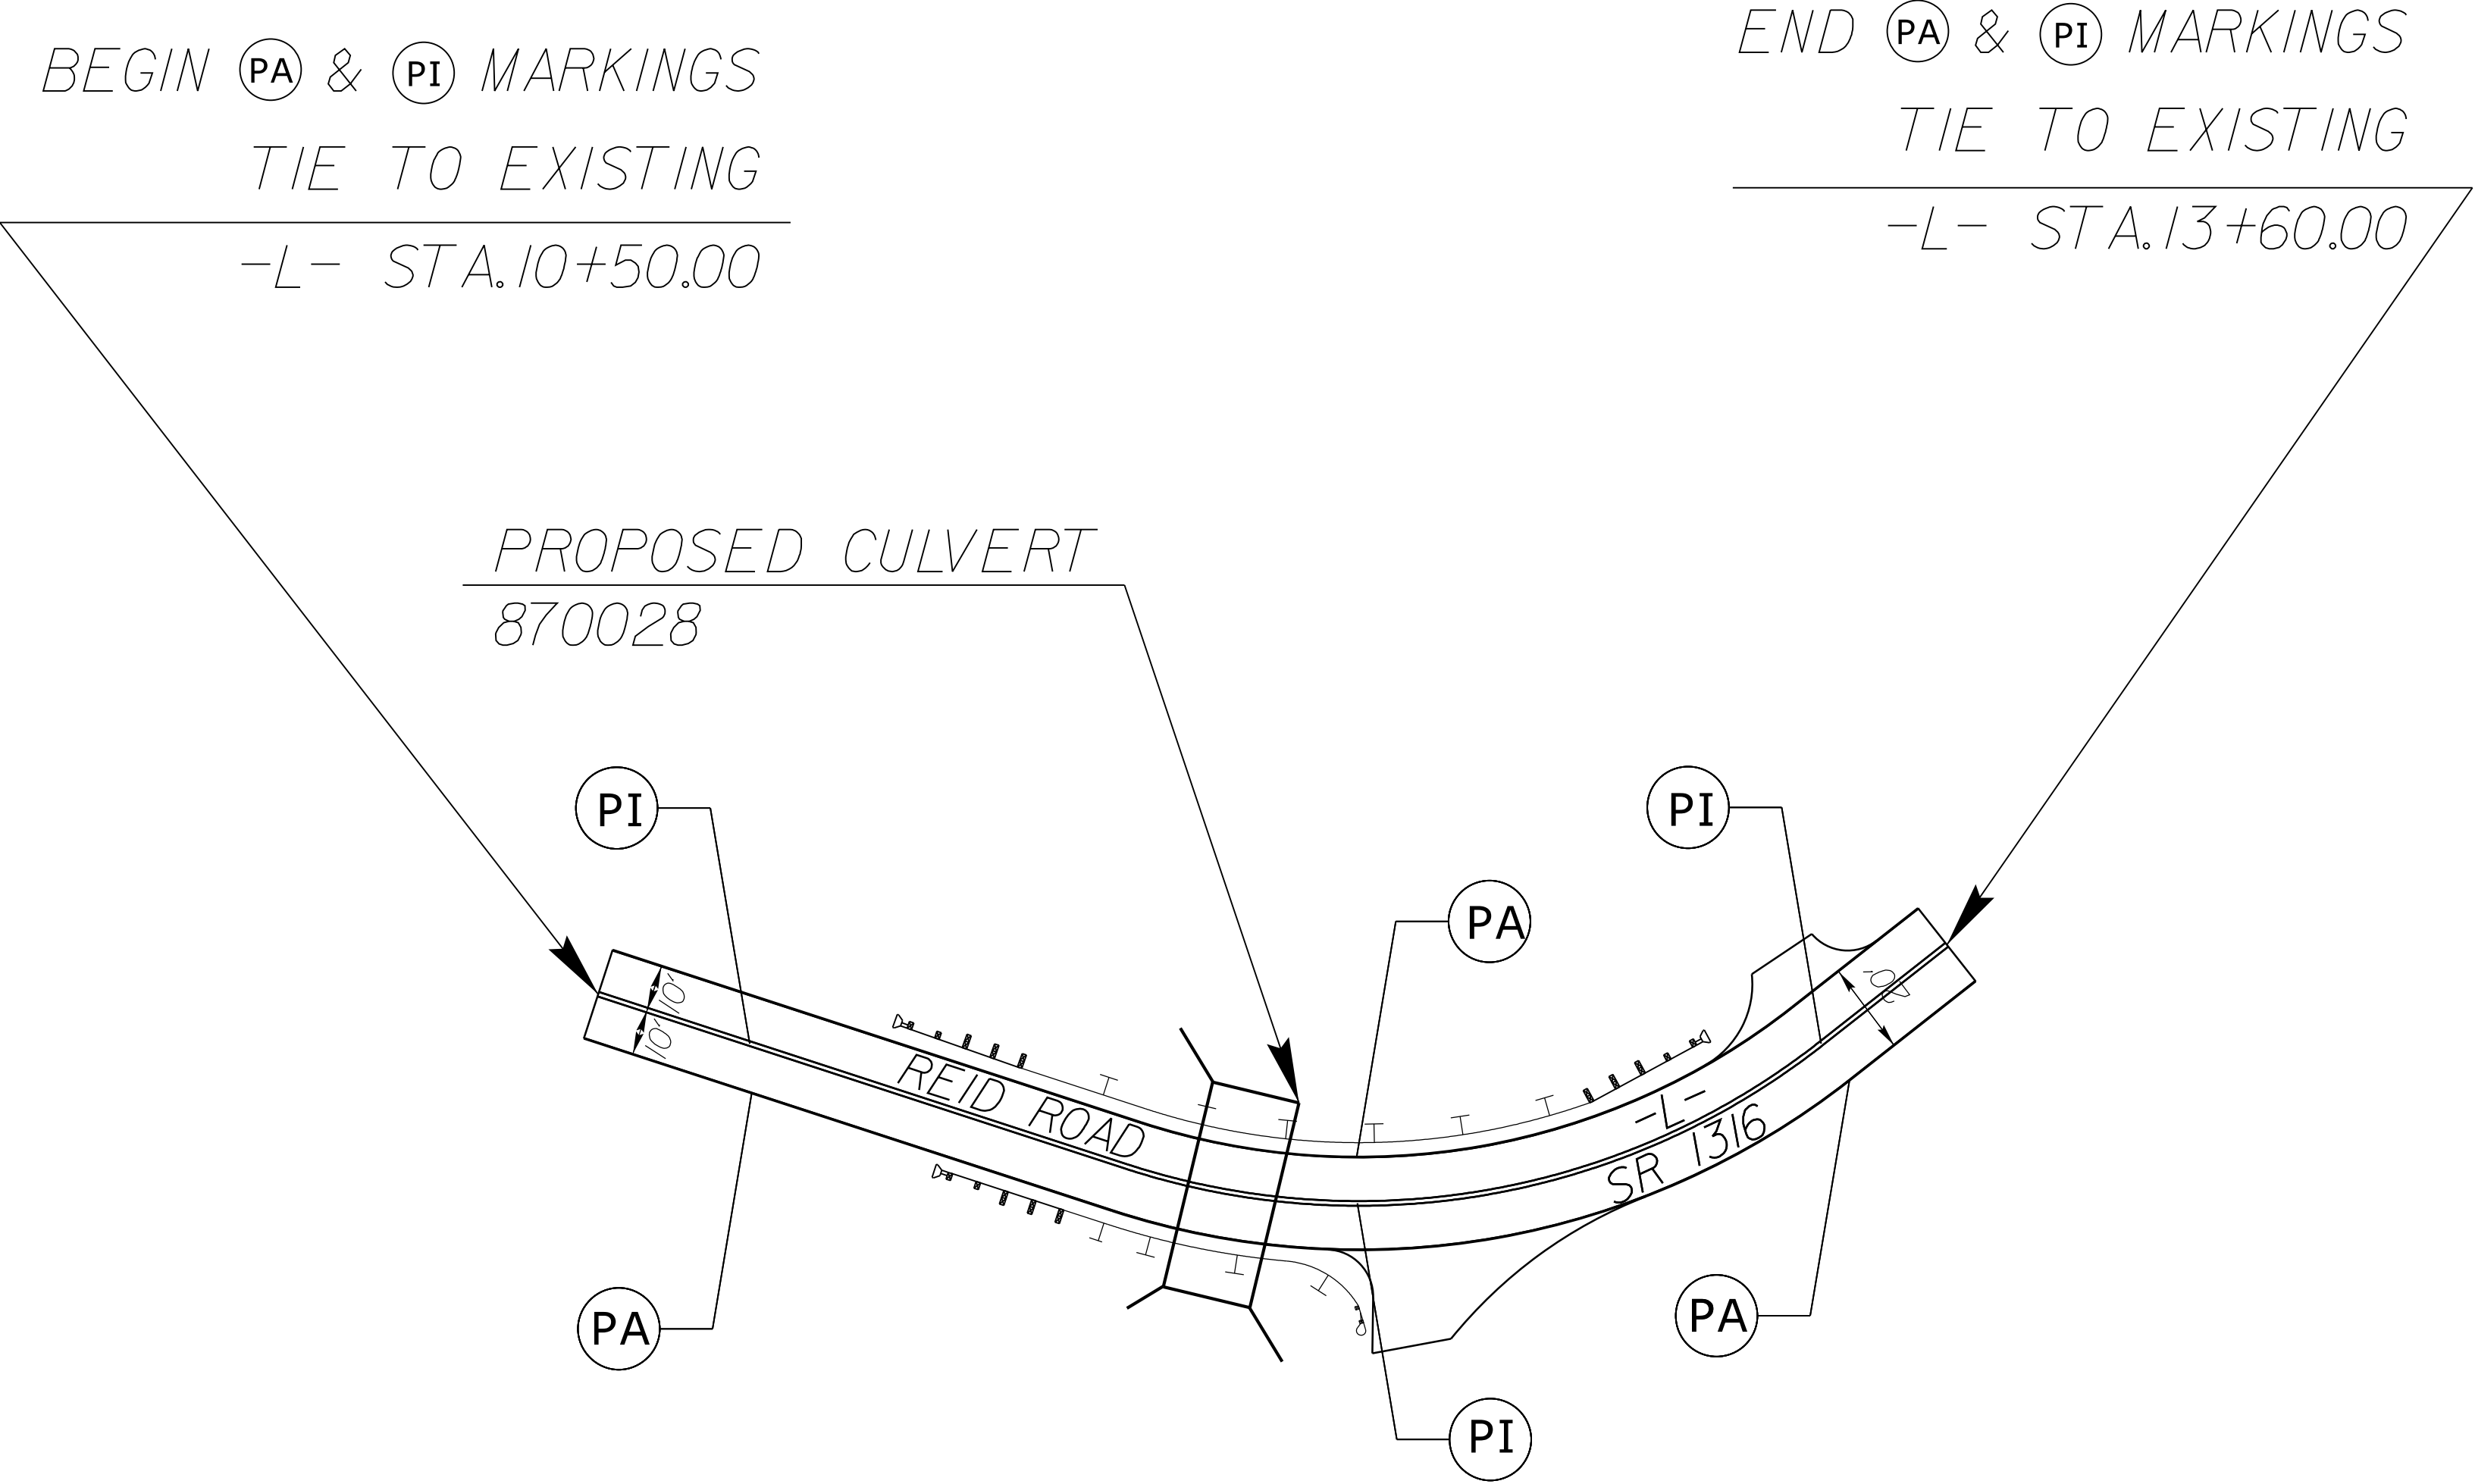 BEGIN PA & PI MARKINGS
TIE TO EXISTING
-L- STA.10+50.00
END PA & PI MARKINGS
TIE TO EXISTING
-L- STA.13+60.00
PROPOSED CULVERT
870028
PI
PI
PA
10'
10'
20'
REID ROAD
-L-
SR 1316
PA
PA
PI